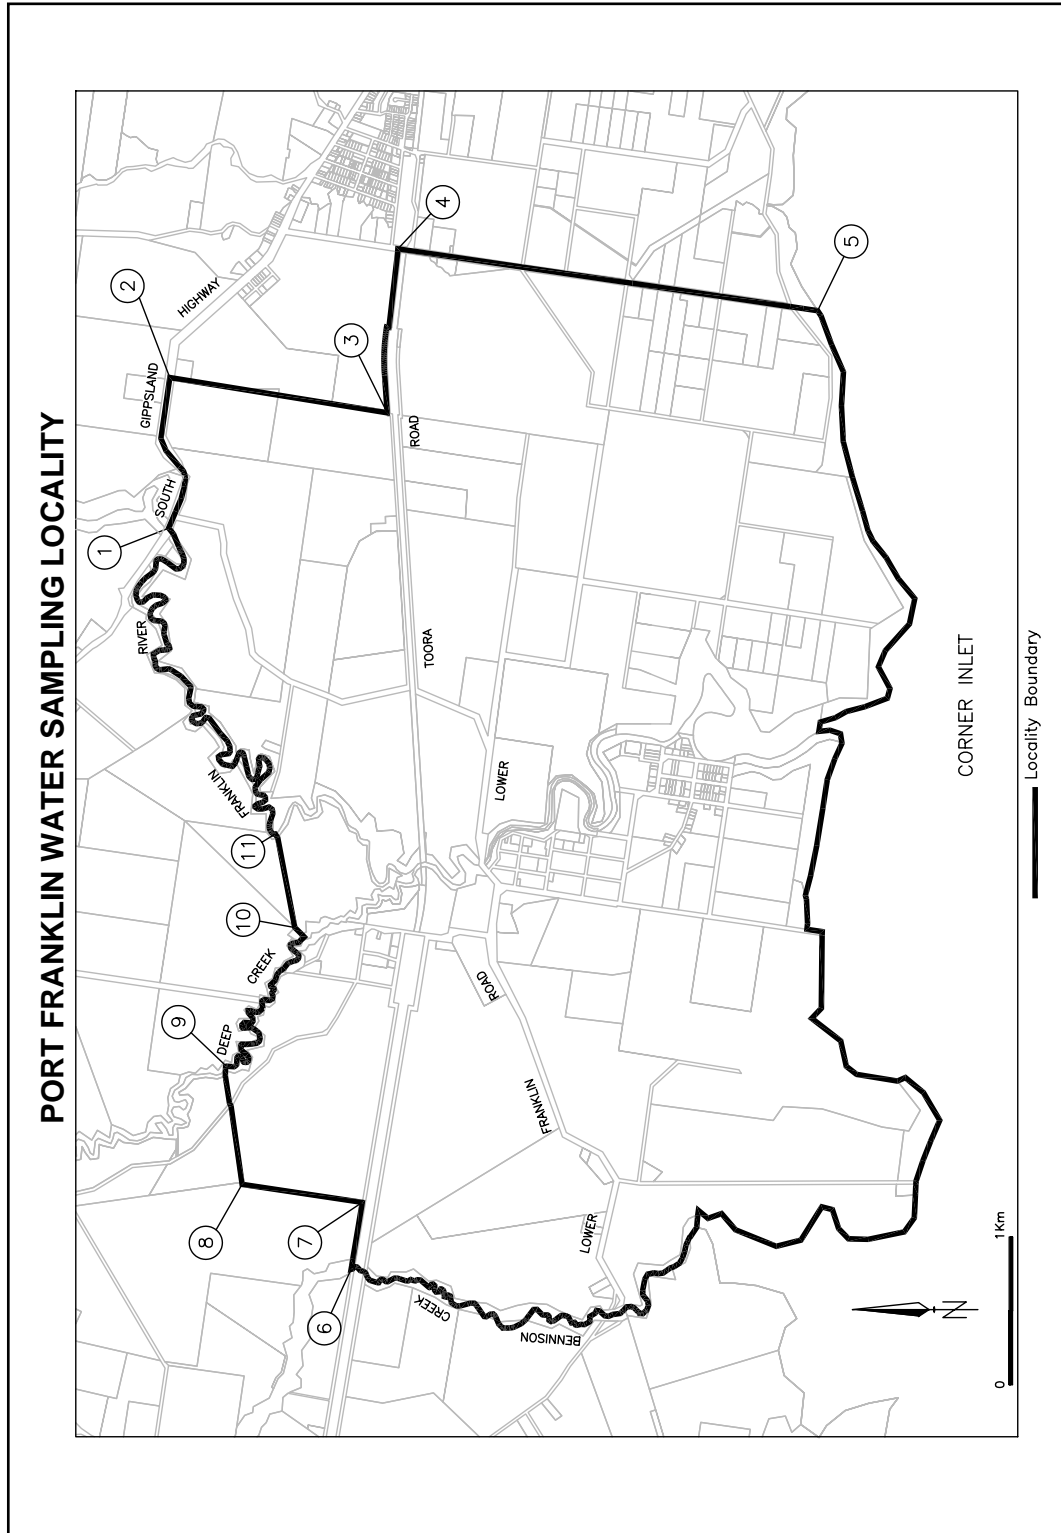 PORT FRANKLIN WATER SAMPLING LOCALITY
1
2
3
4
5
6
7
8
9
10
11
HIGHWAY
GIPPSLAND
SOUTH
RIVER
FRANKLIN
CREEK
DEEP
ROAD
TOORA
LOWER
ROAD
FRANKLIN
LOWER
CREEK
BENNISON
CORNER INLET
N
0
1Km
Locality Boundary